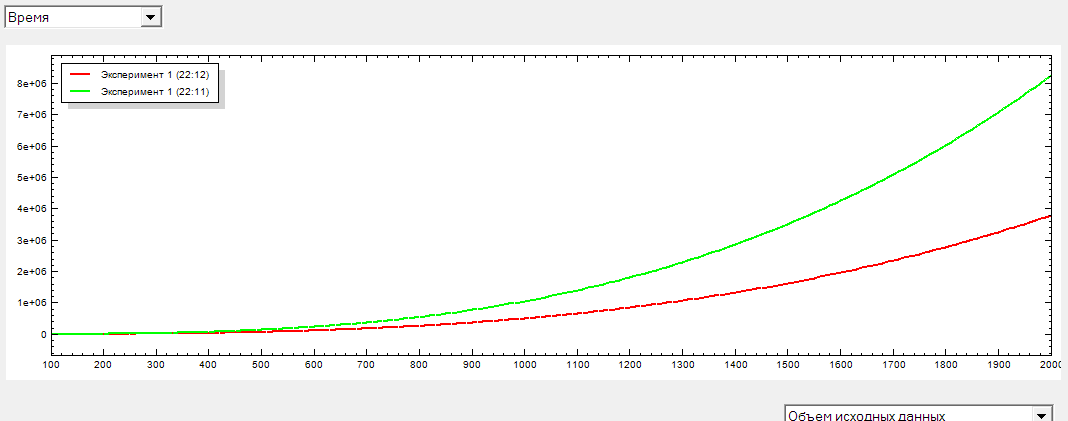 Время
Эксперимент 1 (22:12)
Эксперимент 1 (22:11)
8e+06
7e+06
6e+06
5e+06
4e+06
3e+06
2e+06
1e+06
0
100 200 300 400 500 600 700 800 900 1000 1100 1200 1300 1400 1500 1600 1700 1800 1900 2000
Объем исходных данных